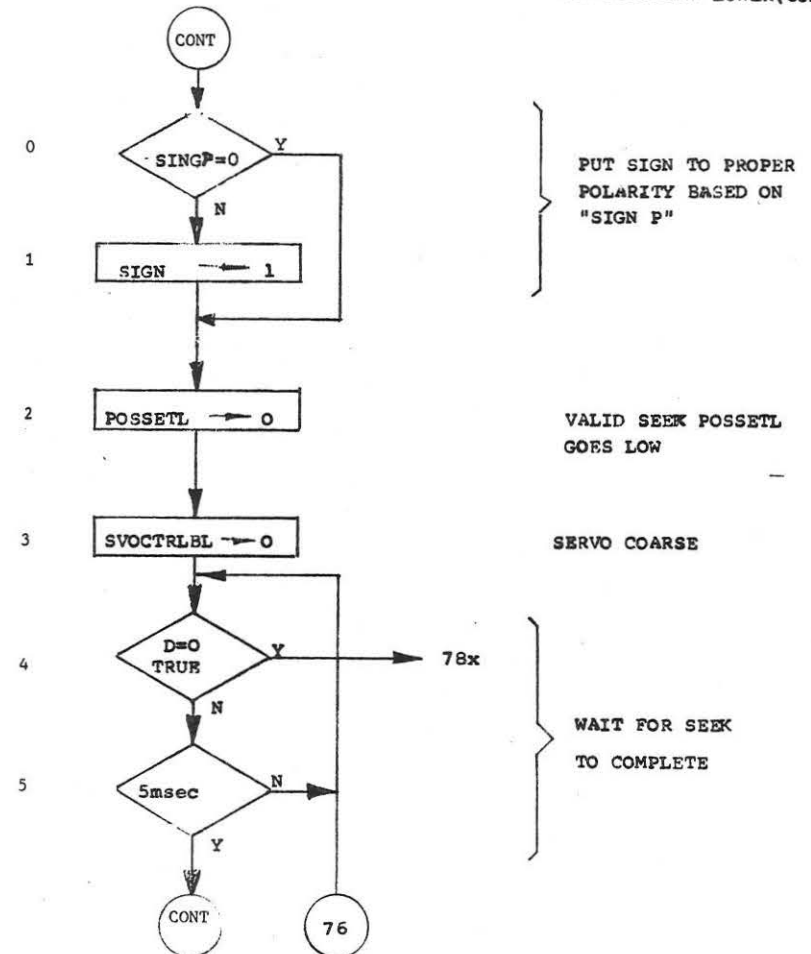 CONT
0
SINGP=0
Y
N
PUT SIGN TO PROPER
POLARITY BASED ON
"SIGN P"
1
SIGN → 1
2
POSSETL → 0
VALID SEEK POSSETL
GOES LOW
3
SVOCTRLBL → 0
SERVO COARSE
4
D=0
TRUE
Y
78x
N
WAIT FOR SEEK
TO COMPLETE
5
5msec
N
Y
CONT
76